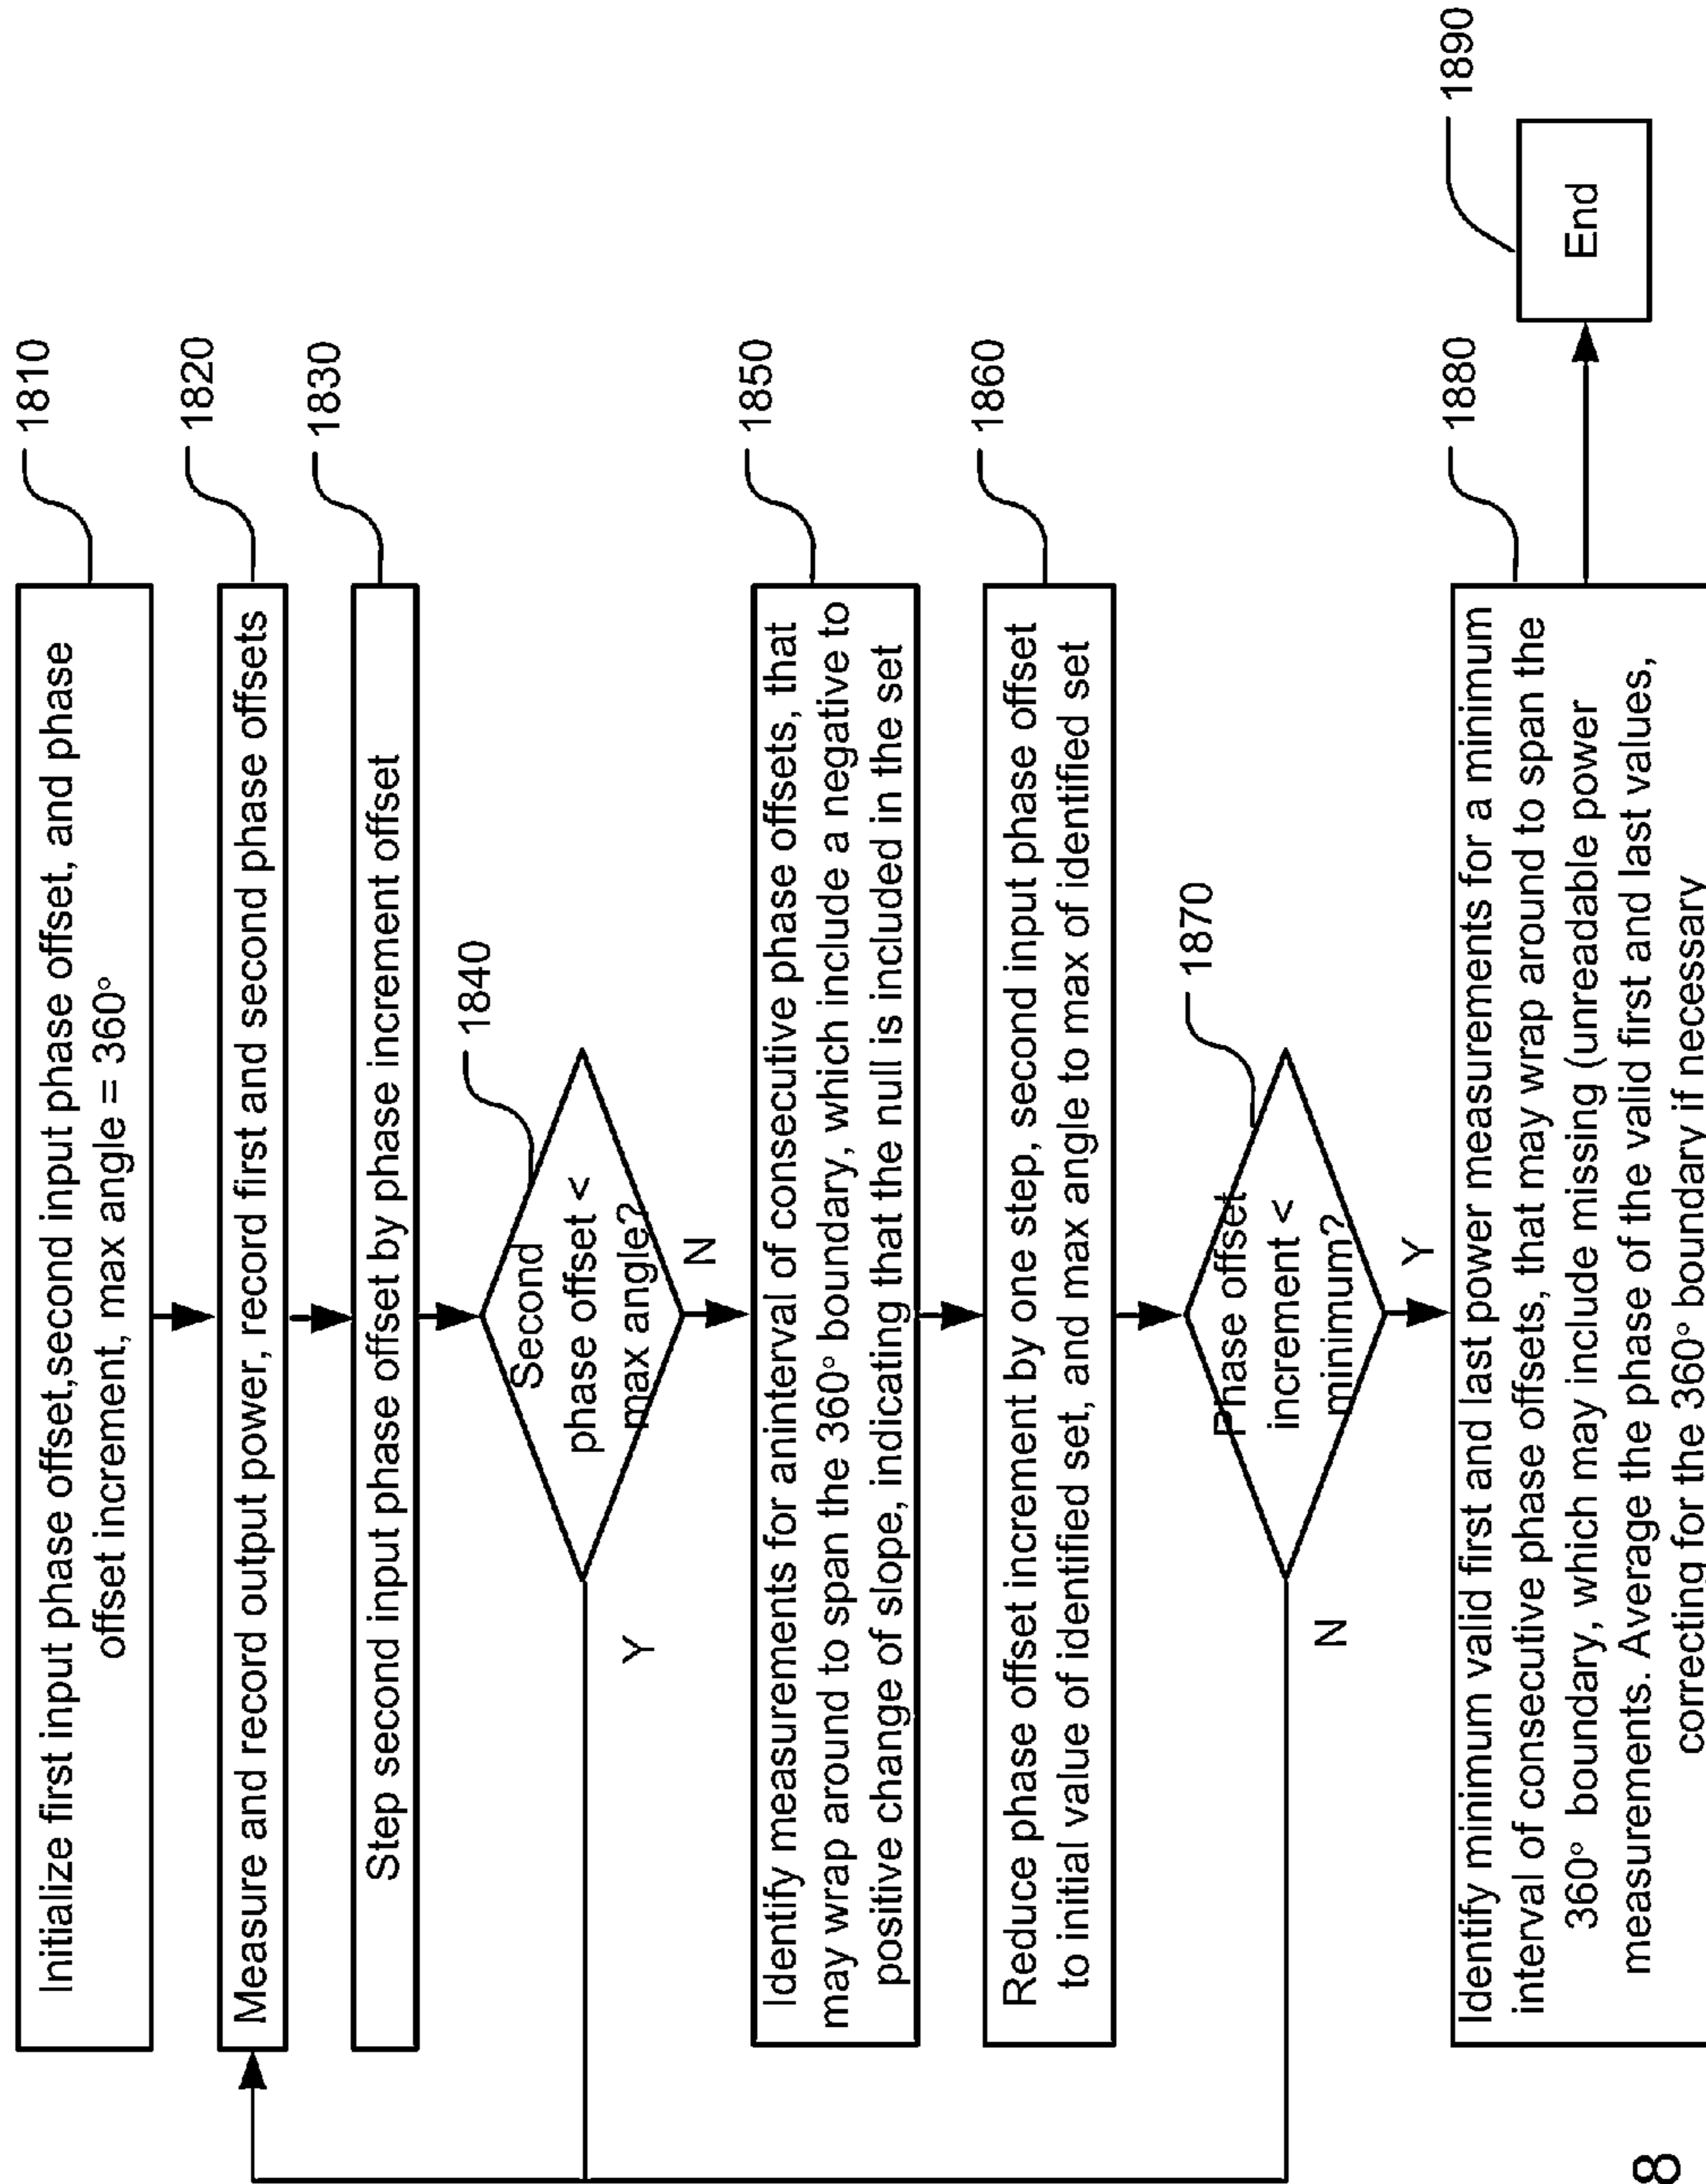 Initialize first input phase offset,second input phase offset, and phase
offset increment, max angle = 360°
1810
Measure and record output power, record first and second phase offsets
1820
Step second input phase offset by phase increment offset
1830
Second
phase offset <
max angle?
1840
Y
N
Identify measurements for aninterval of consecutive phase offsets, that
may wrap around to span the 360° boundary, which include a negative to
positive change of slope, indicating that the null is included in the set
1850
Reduce phase offset increment by one step, second input phase offset
to initial value of identified set, and max angle to max of identified set
1860
Phase offset
increment <
minimum?
1870
N
Y
Identify minimum valid first and last power measurements for a minimum
interval of consecutive phase offsets, that may wrap around to span the
360° boundary, which may include missing (unreadable power
measurements. Average the phase of the valid first and last values,
correcting for the 360° boundary if necessary
1880
End
1890
8